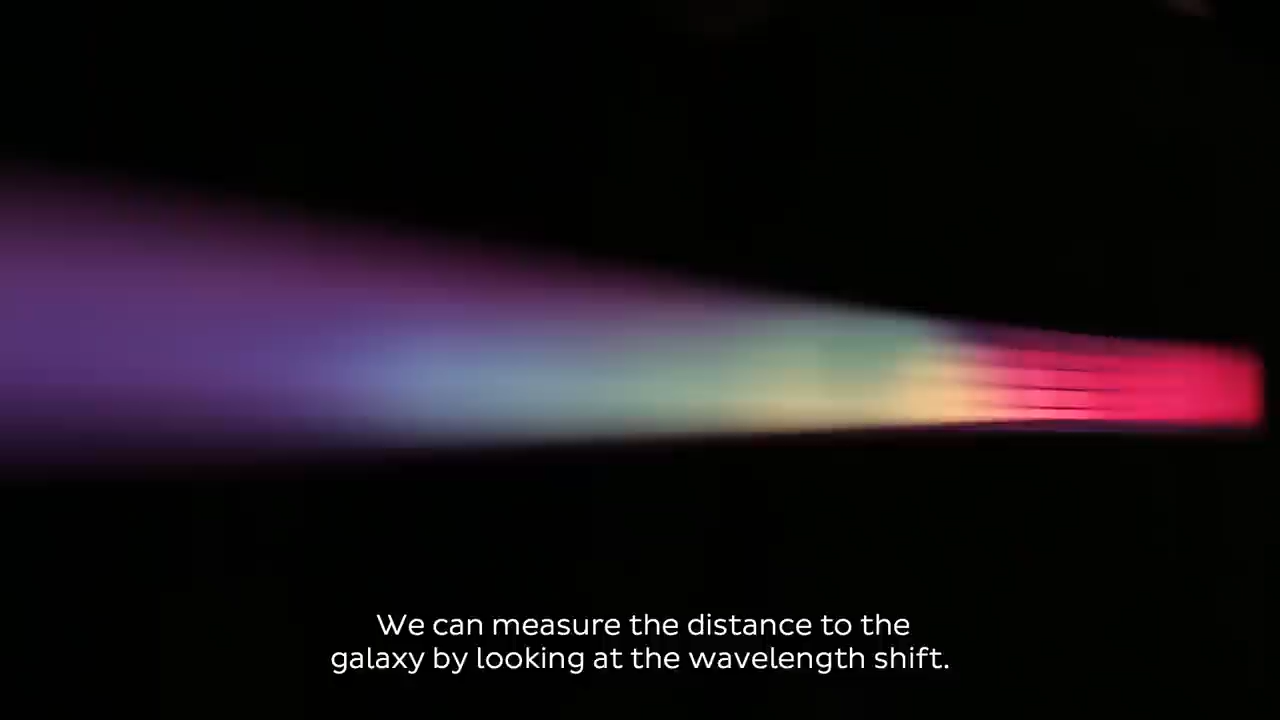 We can measure the distance to the
galaxy by looking at the wavelength shift.